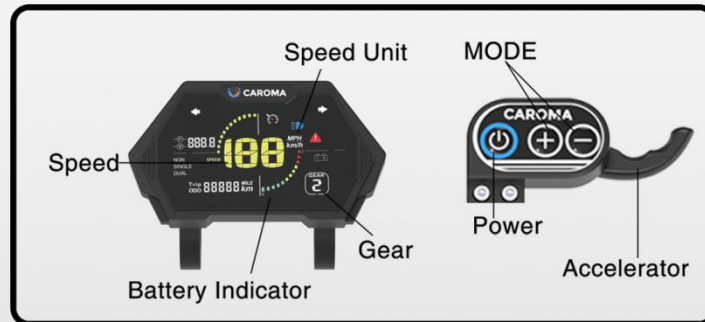 Speed Unit
MODE
CAROMA
CAROMA
888.8
MPH
km/h
Speed
SPEED
188
NON
SINGLE
DUAL
Trip
ODO
88888
MILE
km
GEAR
2
Power
Gear
Accelerator
Battery Indicator